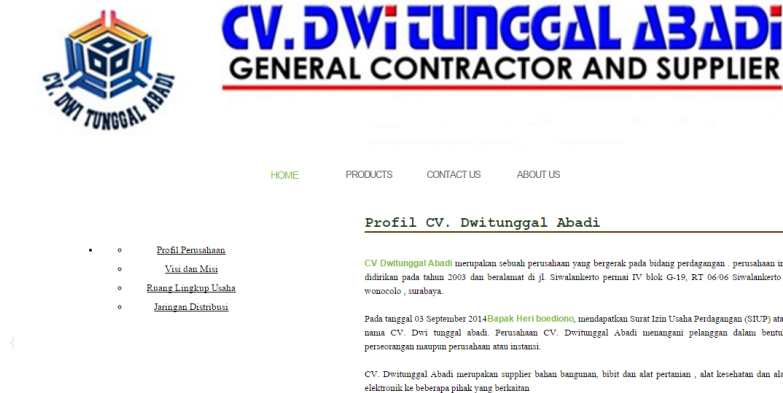 CV. DWI TUNGGAL ABADI
GENERAL CONTRACTOR AND SUPPLIER
CV. DWI TUNGGAL ABADI
HOME PRODUCTS CONTACT US ABOUT US
Profil Perusahaan
Visi dan Misi
Ruang Lingkup Usaha
Jaringan Distribusi
Profil CV. Dwitunggal Abadi
CV Dwitunggal Abadi merupakan sebuah perusahaan yang bergerak pada bidang perdagangan . perusahaan in
didirikan pada tahun 2003 dan beralamat di jl. Siwalankerto permai IV blok G-19, RT 06/06 Siwalankerto
wonocolo , surabaya.
Pada tanggal 03 September 2014Bapak Heri boediono, mendapatkan Surat Izin Usaha Perdagangan (SIUP) ata
nama CV. Dwi tunggal abadi. Perusahaan CV. Dwitunggal Abadi menangani pelanggan dalam bentu
perseorangan maupun perusahaan atau instansi.
CV. Dwitunggal Abadi merupakan supplier bahan bangunan, bibit dan alat pertanian , alat kesehatan dan ala
elektronik ke beberapa pihak yang berkaitan